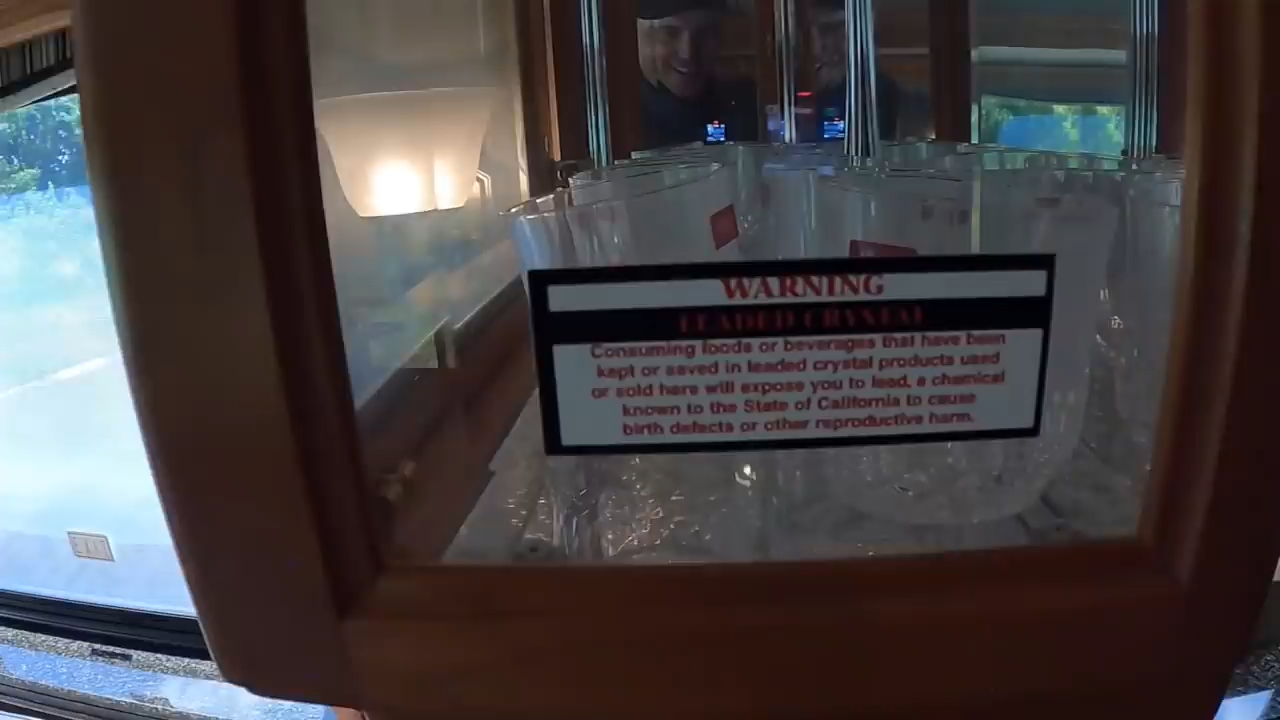 WARNING
LEADED CRYSTAL
Consuming foods or beverages that have been
kept or saved in leaded crystal products used
or sold here will expose you to lead, a chemical
known to the State of California to cause
birth defects or other reproductive harm.